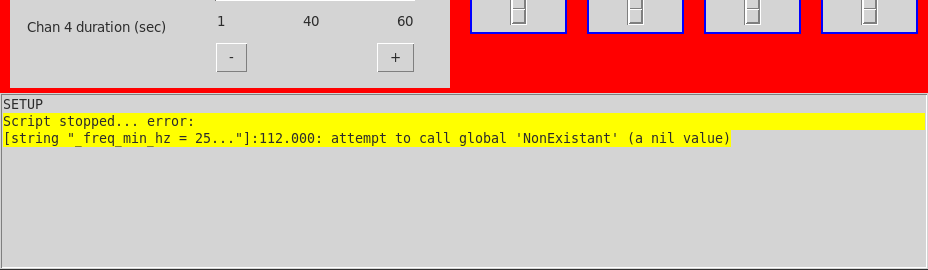 Chan 4 duration (sec)
1 40 60
- +
SETUP
Script stopped... error:
[string "_freq_min_hz = 25..."]:112.000: attempt to call global 'NonExistant' (a nil value)